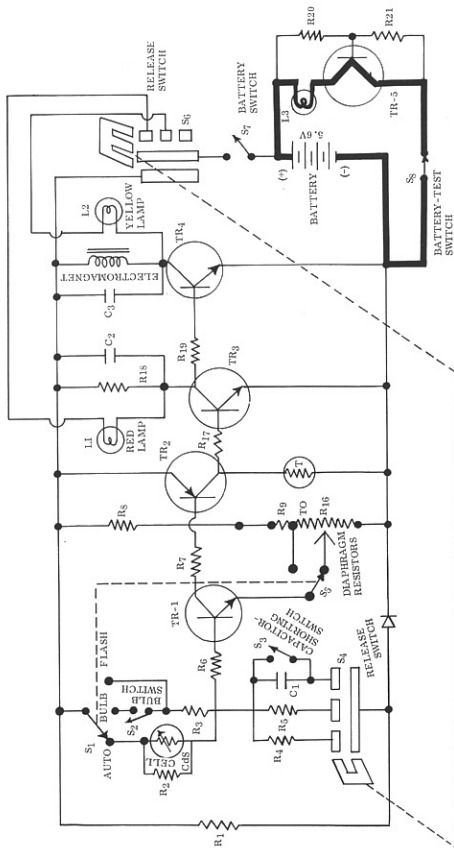 R1
AUTO
S1
BULB
FLASH
S2
BULB
SWITCH
R2
CELL
CdS
R3
R6
TR-1
R4
R5
C1
S3
CAPACITOR-
SHORTING
SWITCH
S4
RELEASE
SWITCH
S5
DIAPHRAGM
RESISTORS
R9
TO
R16
R7
R8
TR2
T
R17
TR3
L1
RED
LAMP
R18
C2
R19
C3
ELECTROMAGNET
L2
YELLOW
LAMP
TR4
RELEASE
SWITCH
S6
S7
BATTERY
SWITCH
(+)
5.6V
BATTERY
(-)
L3
R20
R21
TR-5
S8
BATTERY-TEST
SWITCH